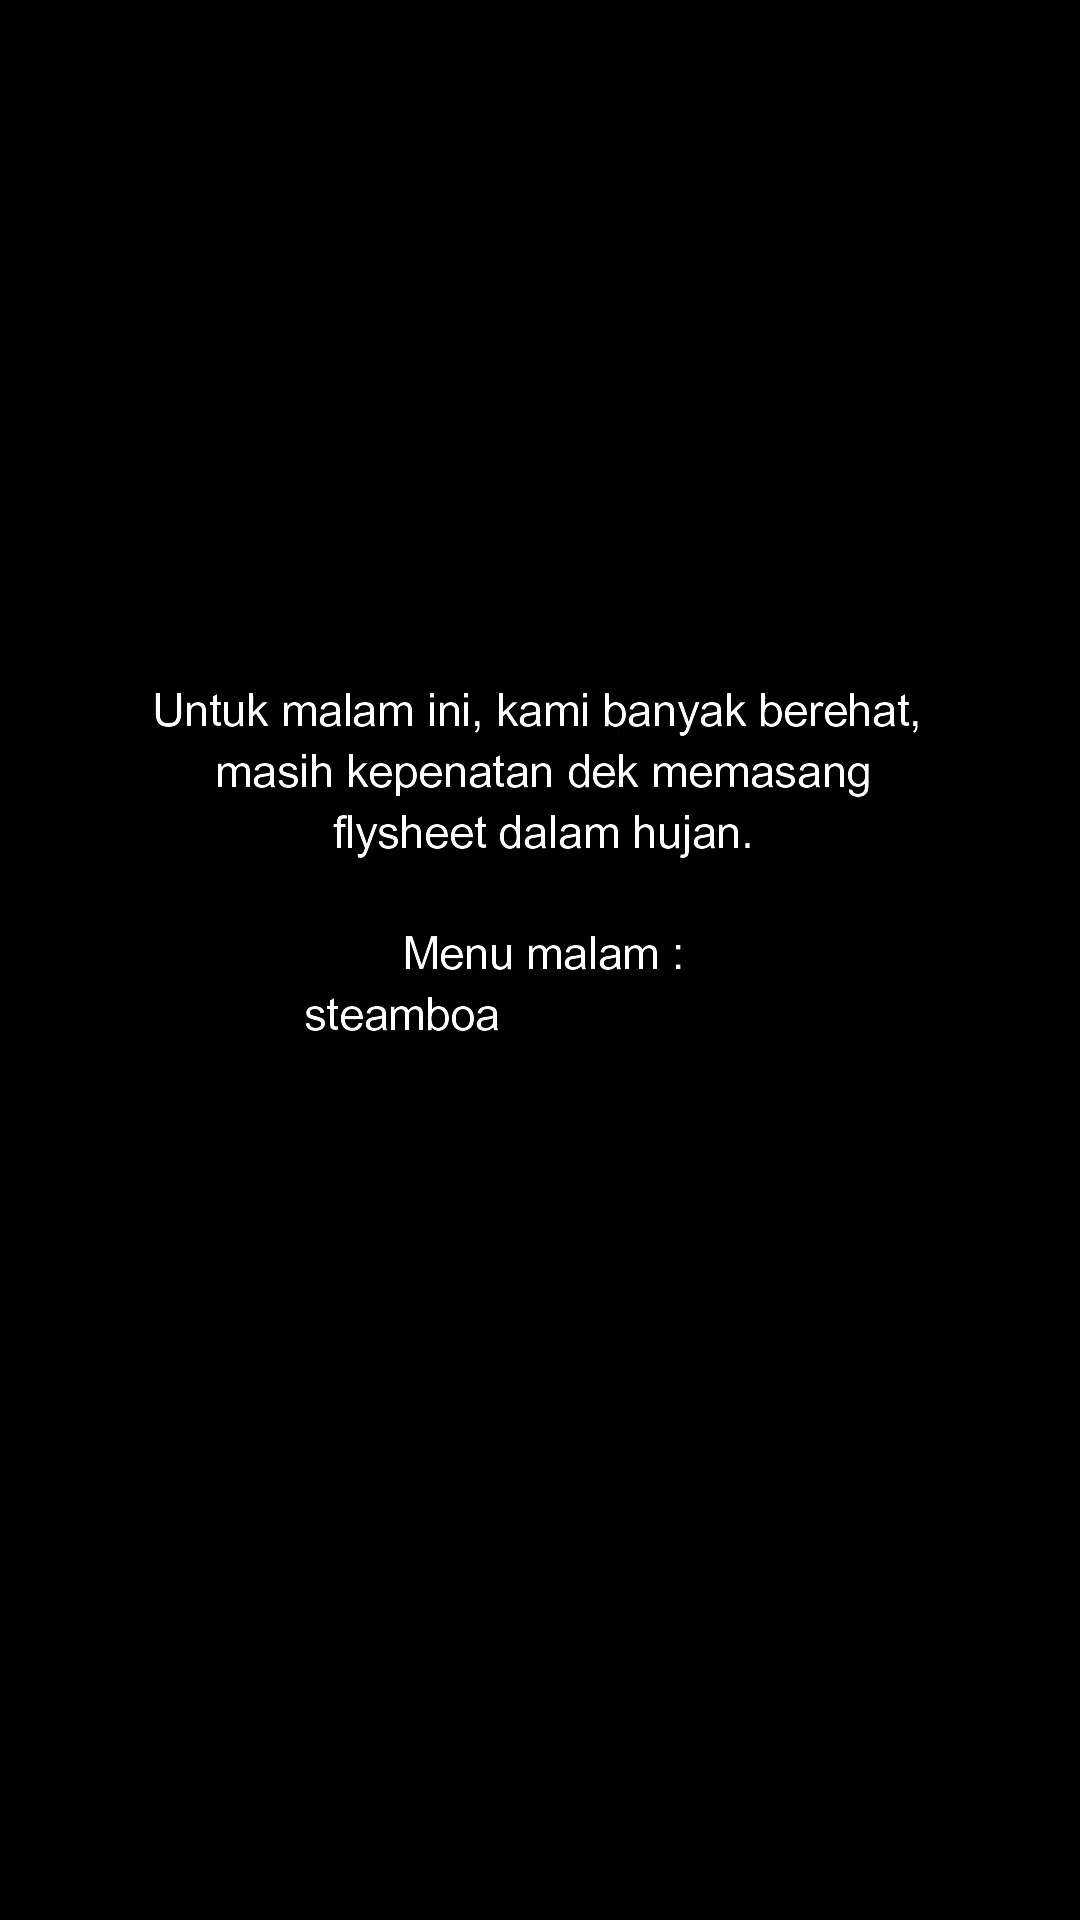 Untuk malam ini, kami banyak berehat,
masih kepenatan dek memasang
flysheet dalam hujan.
Menu malam :
steamboa